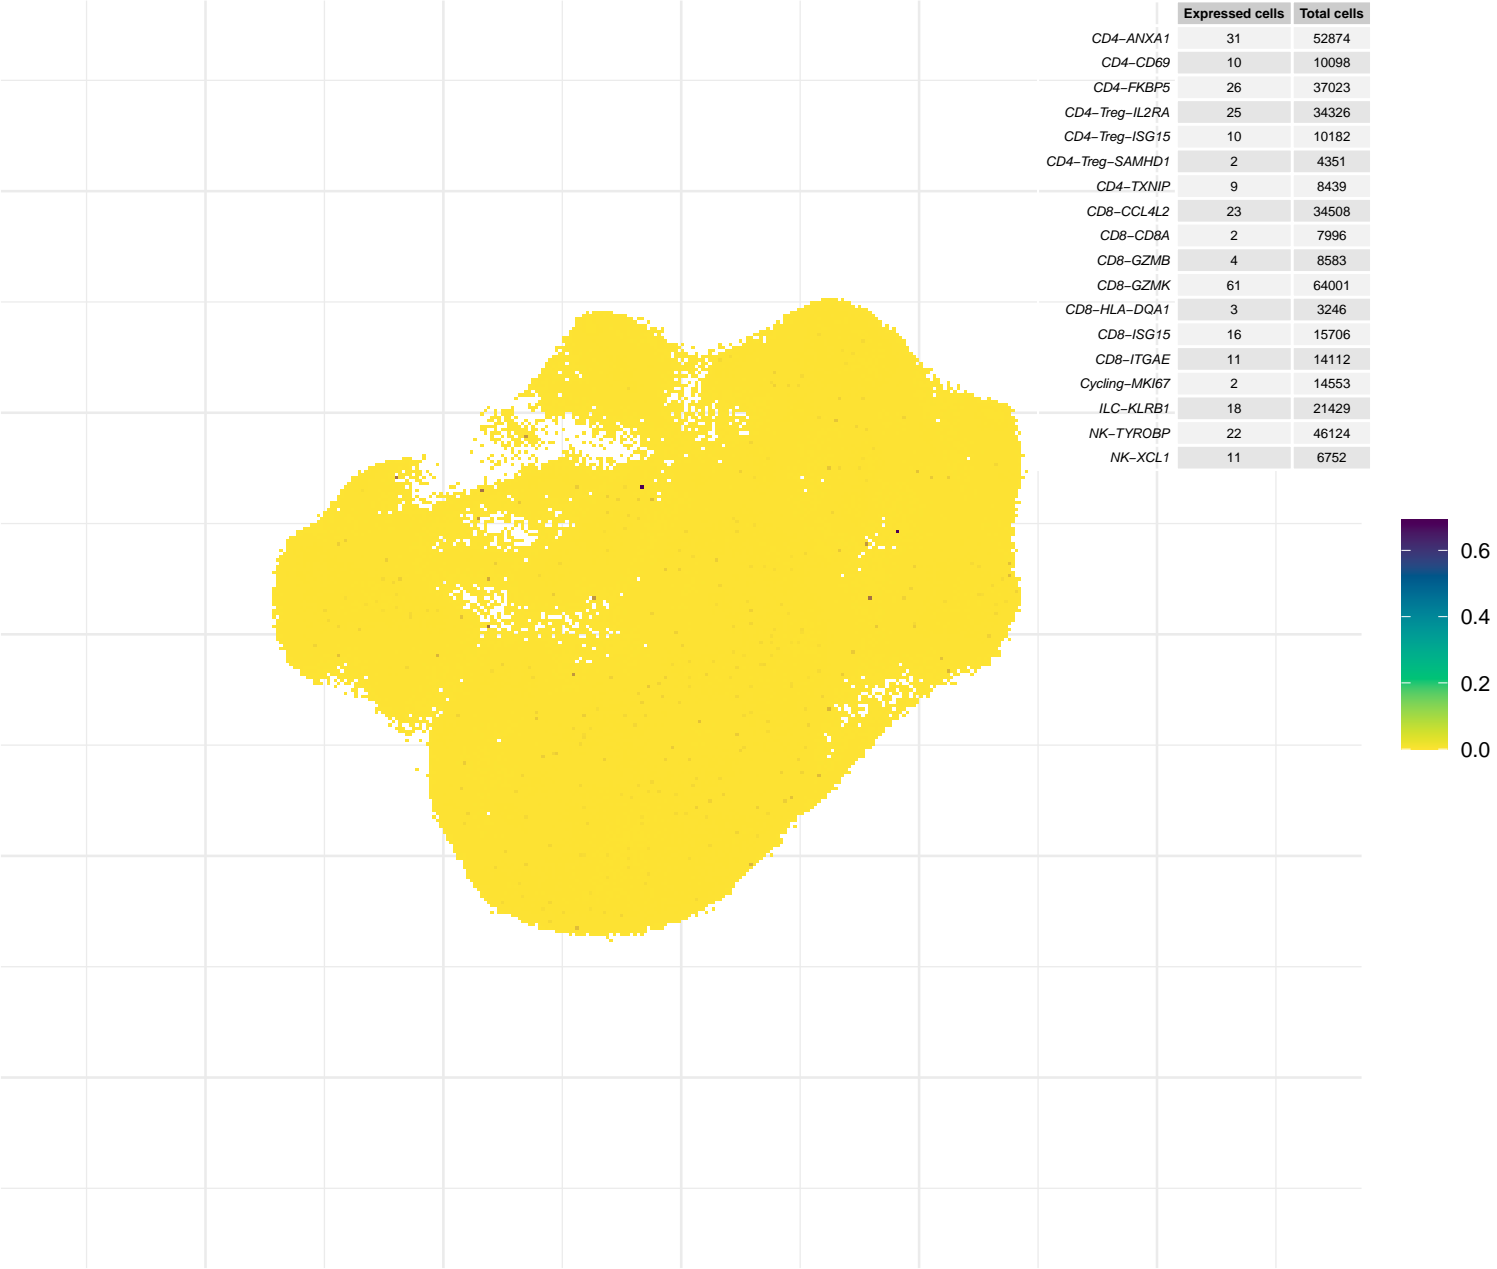 Expressed cells Total cells
CD4−ANXA1 31 52874
CD4−CD69 10 10098
CD4−FKBP5 26 37023
CD4−Treg−IL2RA 25 34326
CD4−Treg−ISG15 10 10182
CD4−Treg−SAMHD1 2 4351
CD4−TXNIP 9 8439
CD8−CCL4L2 23 34508
CD8−CD8A 2 7996
CD8−GZMB 4 8583
CD8−GZMK 61 64001
CD8−HLA−DQA1 3 3246
CD8−ISG15 16 15706
CD8−ITGAE 11 14112
Cycling−MKI67 2 14553
ILC−KLRB1 18 21429
NK−TYROBP 22 46124
NK−XCL1 11 6752
0.6
0.4
0.2
0.0